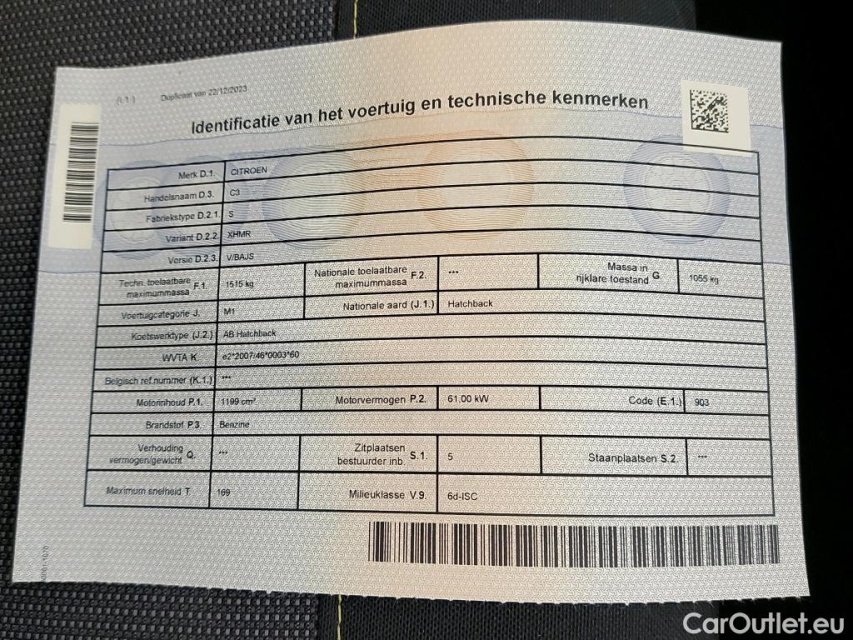 (I.1.) Duplicaat van 22/12/2023
Identificatie van het voertuig en technische kenmerken
Merk D.1. CITROEN
Handelsnaam D.3. C3
Fabriekstype D.2.1. S
Variant D.2.2. XHMR
Versie D.2.3. V/BAJS
Techn. toelaatbare maximummassa F.1. 1515 kg Nationale toelaatbare maximummassa F.2. --- Massa in rijklare toestand G. 1055 kg
Voertuigcategorie J. M1 Nationale aard (J.1.) Hatchback
Koetswerktype (J.2.) AB Hatchback
WVTA K. e2*2007/46*0003*60
Belgisch ref.nummer (K.1.) ---
Motorinhoud P.1. 1199 cm³ Motorvermogen P.2. 61,00 kW Code (E.1.) 903
Brandstof P.3. Benzine
Verhouding vermogen/gewicht Q. --- Zitplaatsen bestuurder inb. S.1. 5 Staanplaatsen S.2. ---
Maximum snelheid T. 169 Milieuklasse V.9. 6d-ISC
CarOutlet.eu